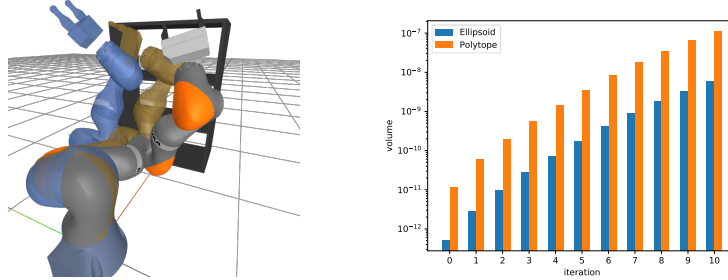 Ellipsoid
Polytope
10⁻⁷
10⁻⁸
10⁻⁹
10⁻¹⁰
10⁻¹¹
10⁻¹²
volume
0 1 2 3 4 5 6 7 8 9 10
iteration